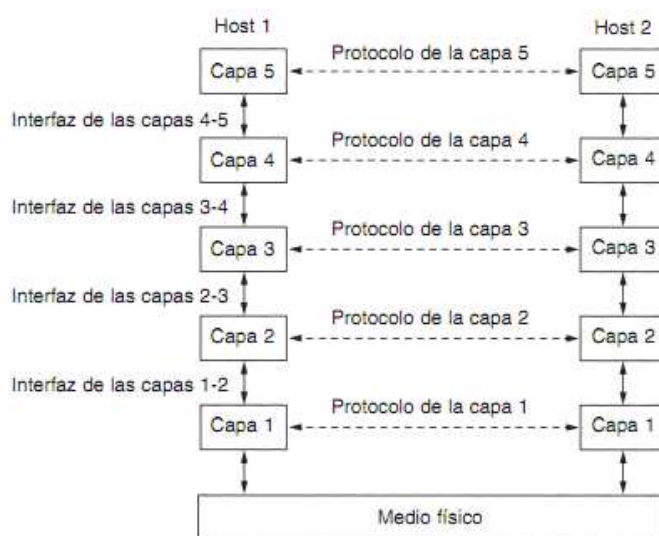 Host 1
Host 2
Protocolo de la capa 5
Capa 5
Capa 5
Interfaz de las capas 4-5
Protocolo de la capa 4
Capa 4
Capa 4
Interfaz de las capas 3-4
Protocolo de la capa 3
Capa 3
Capa 3
Interfaz de las capas 2-3
Protocolo de la capa 2
Capa 2
Capa 2
Interfaz de las capas 1-2
Protocolo de la capa 1
Capa 1
Capa 1
Medio físico